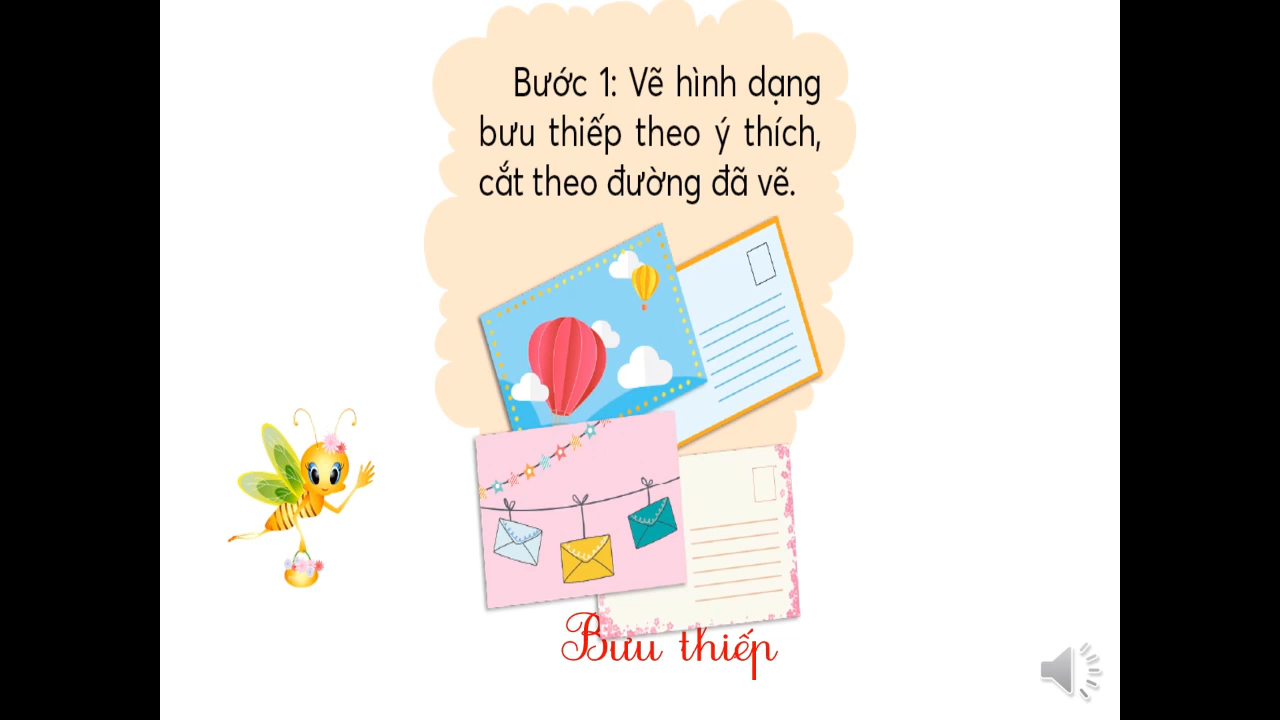 Bước 1: Vẽ hình dạng
bưu thiếp theo ý thích,
cắt theo đường đã vẽ.
Bưu thiếp